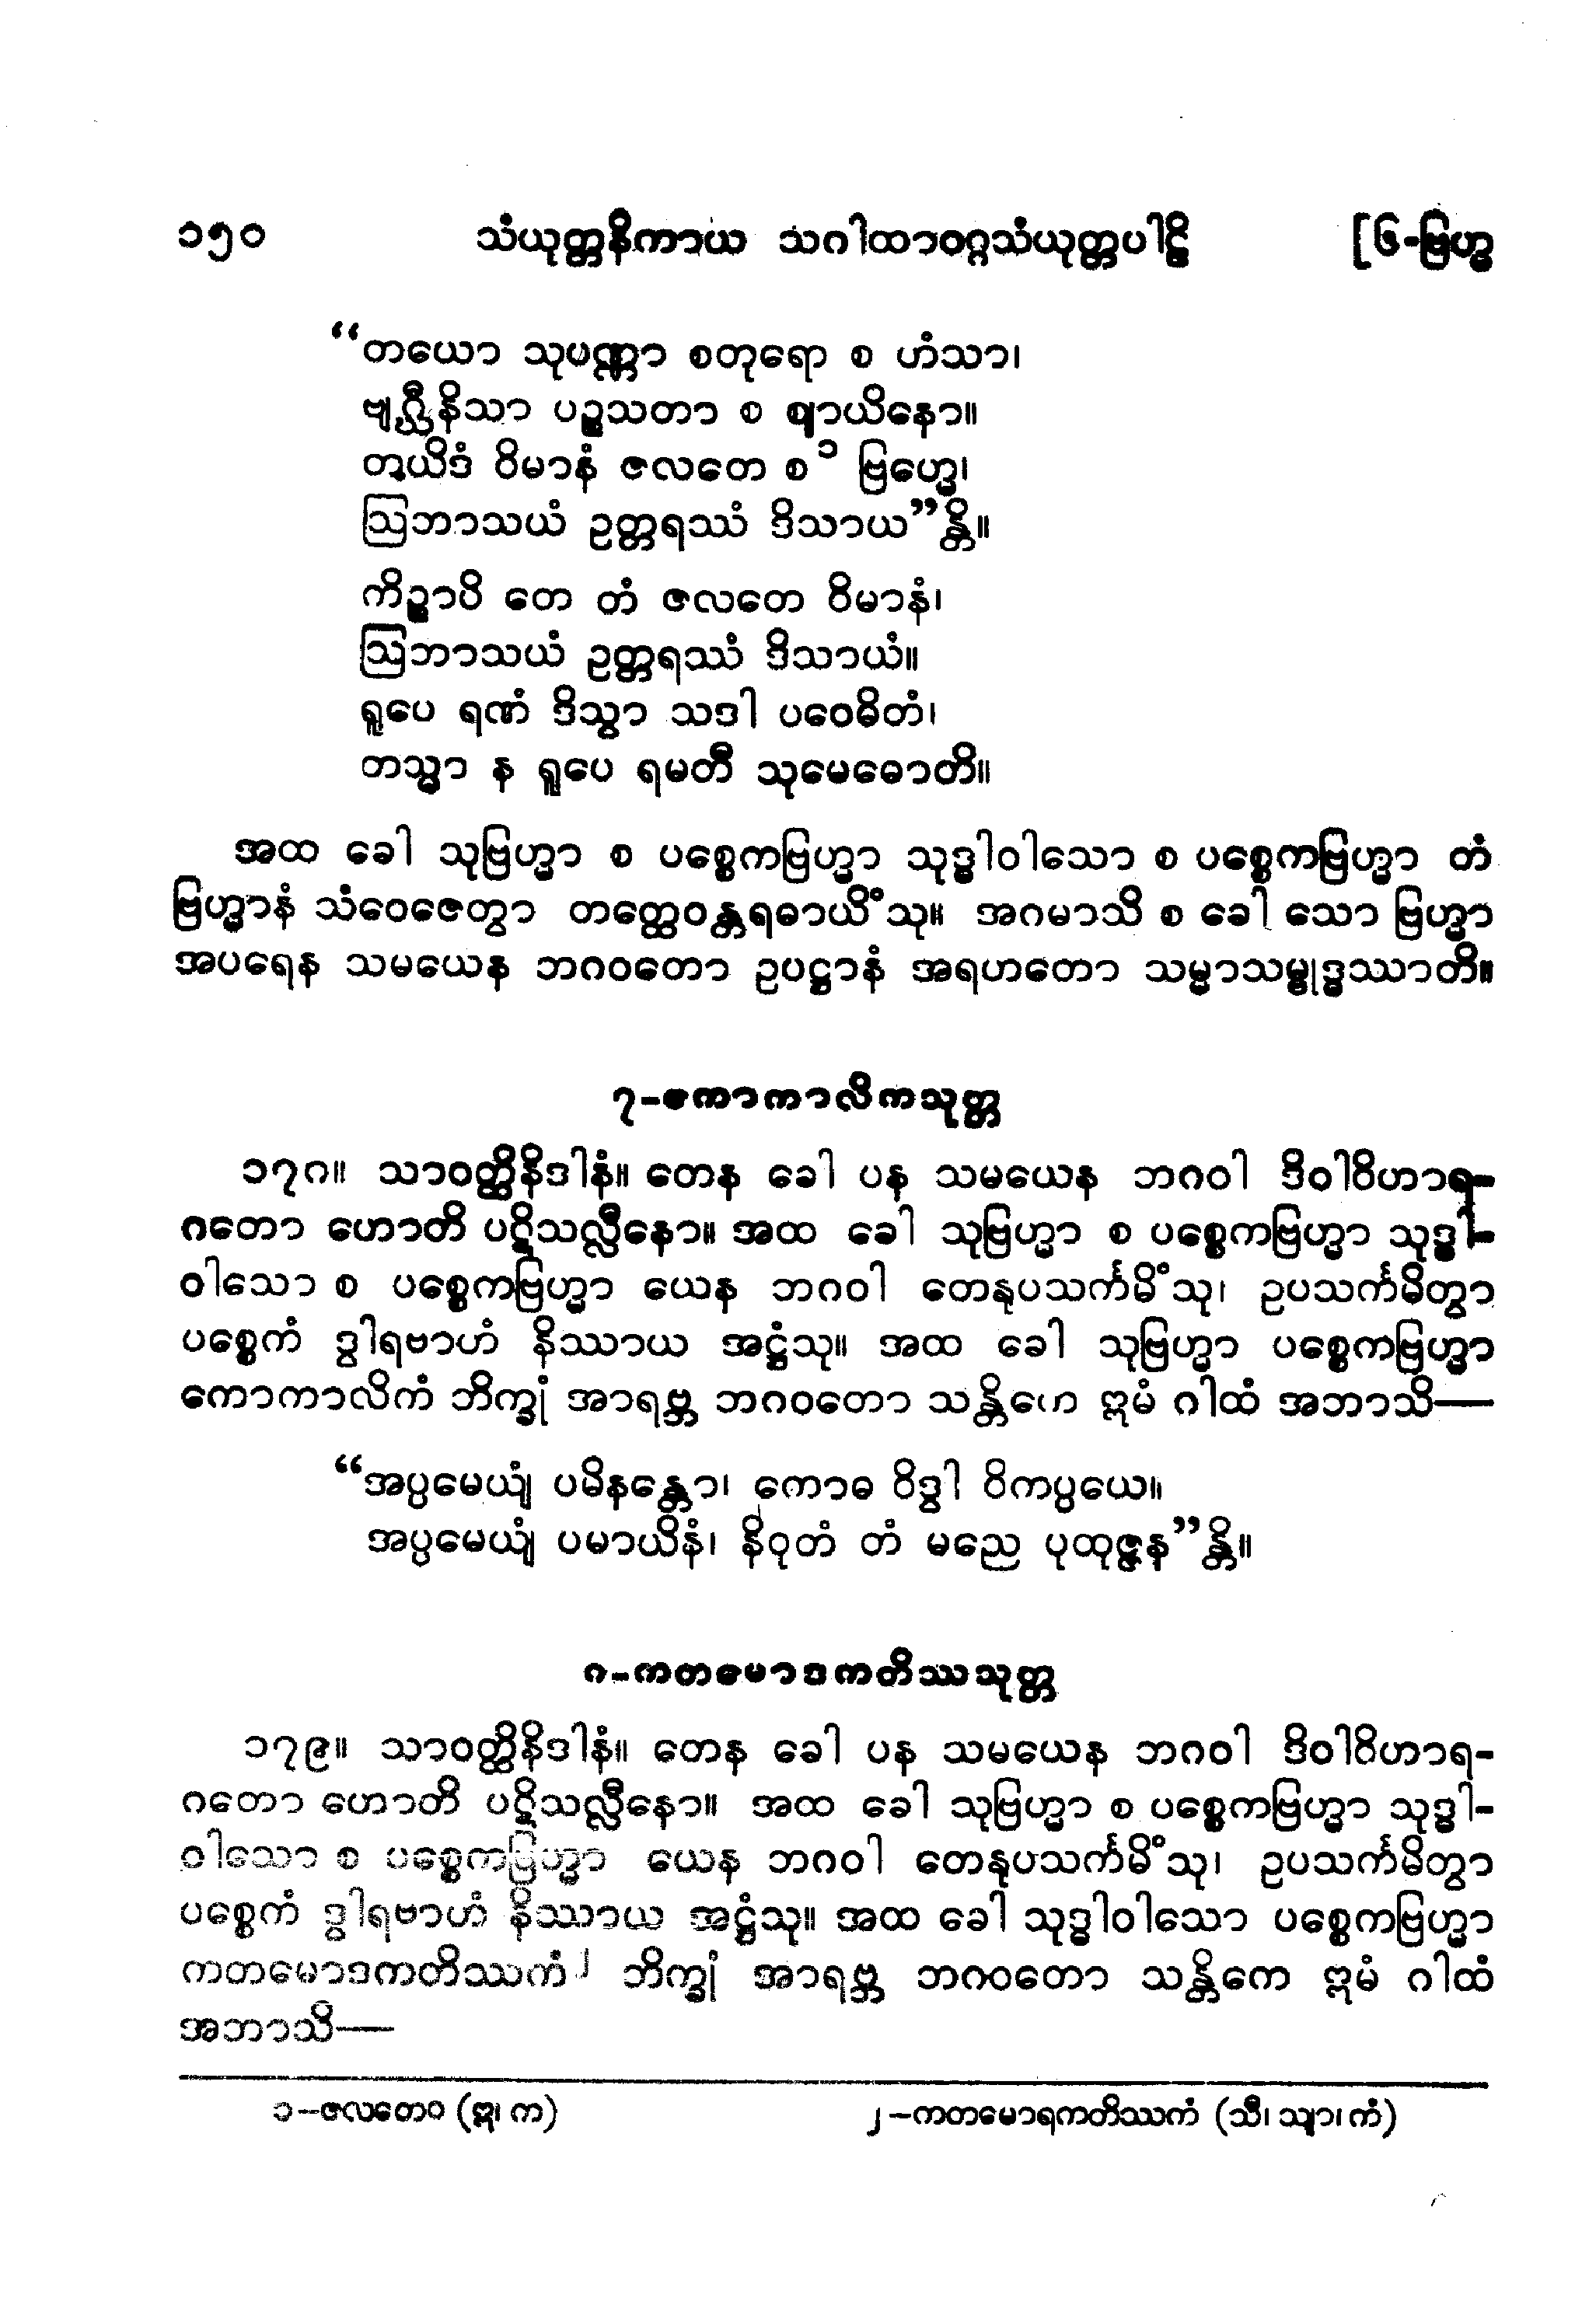 ၁၅၀ သံယုတ္တနိကာယ သဂါထာဝဂ္ဂသံယုတ္တပါဠိ [၆-ဗြဟ္မ
“တယော သုပဏ္ဏာ စတုရော စ ဟံသာ၊
ဗျဂ္ဃီနိသာ ပဉ္စသတာ စ ဈာယိနော။
တယိဒံ ဝိမာနံ ဇလတေ စ ၁ ဗြဟ္မေ၊
ဩဘာသယံ ဥတ္တရဿံ ဒိသာယ”န္တိ။
ကိဉ္စာပိ တေ တံ ဇလတေ ဝိမာနံ၊
ဩဘာသယံ ဥတ္တရဿံ ဒိသာယံ။
ရူပေ ရဏံ ဒိသွာ သဒါ ပဝေဓိတံ၊
တသ္မာ န ရူပေ ရမတီ သုမေဓောတိ။
အထ ခေါ သုဗြဟ္မာ စ ပစ္စေကဗြဟ္မာ သုဒ္ဓါဝါသော စ ပစ္စေကဗြဟ္မာ တံ
ဗြဟ္မာနံ သံဝေဇေတွာ တတ္ထေဝန္တရဓာယိံသု။ အဂမာသိ စ ခေါ သော ဗြဟ္မာ
အပရေန သမယေန ဘဂဝတော ဥပဋ္ဌာနံ အရဟတော သမ္မာသမ္ဗုဒ္ဓဿာတိ။
၇-ကောကာလိကသုတ္တ
၁၇၈။ သာဝတ္ထိနိဒါနံ။ တေန ခေါ ပန သမယေန ဘဂဝါ ဒိဝါဝိဟာရ-
ဂတော ဟောတိ ပဋိသလ္လီနော။ အထ ခေါ သုဗြဟ္မာ စ ပစ္စေကဗြဟ္မာ သုဒ္ဓါ-
ဝါသော စ ပစ္စေကဗြဟ္မာ ယေန ဘဂဝါ တေနုပသင်္ကမိံသု၊ ဥပသင်္ကမိတွာ
ပစ္စေကံ ဒွါရဗာဟံ နိဿာယ အဋ္ဌံသု။ အထ ခေါ သုဗြဟ္မာ ပစ္စေကဗြဟ္မာ
ကောကာလိကံ ဘိက္ခုံ အာရဗ္ဘ ဘဂဝတော သန္တိကေ ဣမံ ဂါထံ အဘာသိ—
“အပ္ပမေယျံ ပမိနန္တော၊ ကောဓ ဝိဒွါ ဝိကပ္ပယေ။
အပ္ပမေယျံ ပမာယိနံ၊ နိဝုတံ တံ မညေ ပုထုဇ္ဇန”န္တိ။
၈-ကတမောဒကတိဿသုတ္တ
၁၇၉။ သာဝတ္ထိနိဒါနံ။ တေန ခေါ ပန သမယေန ဘဂဝါ ဒိဝါဝိဟာရ-
ဂတော ဟောတိ ပဋိသလ္လီနော။ အထ ခေါ သုဗြဟ္မာ စ ပစ္စေကဗြဟ္မာ သုဒ္ဓါ-
ဝါသော စ ပစ္စေကဗြဟ္မာ ယေန ဘဂဝါ တေနုပသင်္ကမိံသု၊ ဥပသင်္ကမိတွာ
ပစ္စေကံ ဒွါရဗာဟံ နိဿာယ အဋ္ဌံသု။ အထ ခေါ သုဒ္ဓါဝါသော ပစ္စေကဗြဟ္မာ
ကတမောဒကတိဿကံ ၂ ဘိက္ခုံ အာရဗ္ဘ ဘဂဝတော သန္တိကေ ဣမံ ဂါထံ
အဘာသိ—
၁-ဇလတေဝ (ဣ၊ က) ၂-ကတမောရကတိဿကံ (သီ၊ သျာ၊ ကံ)